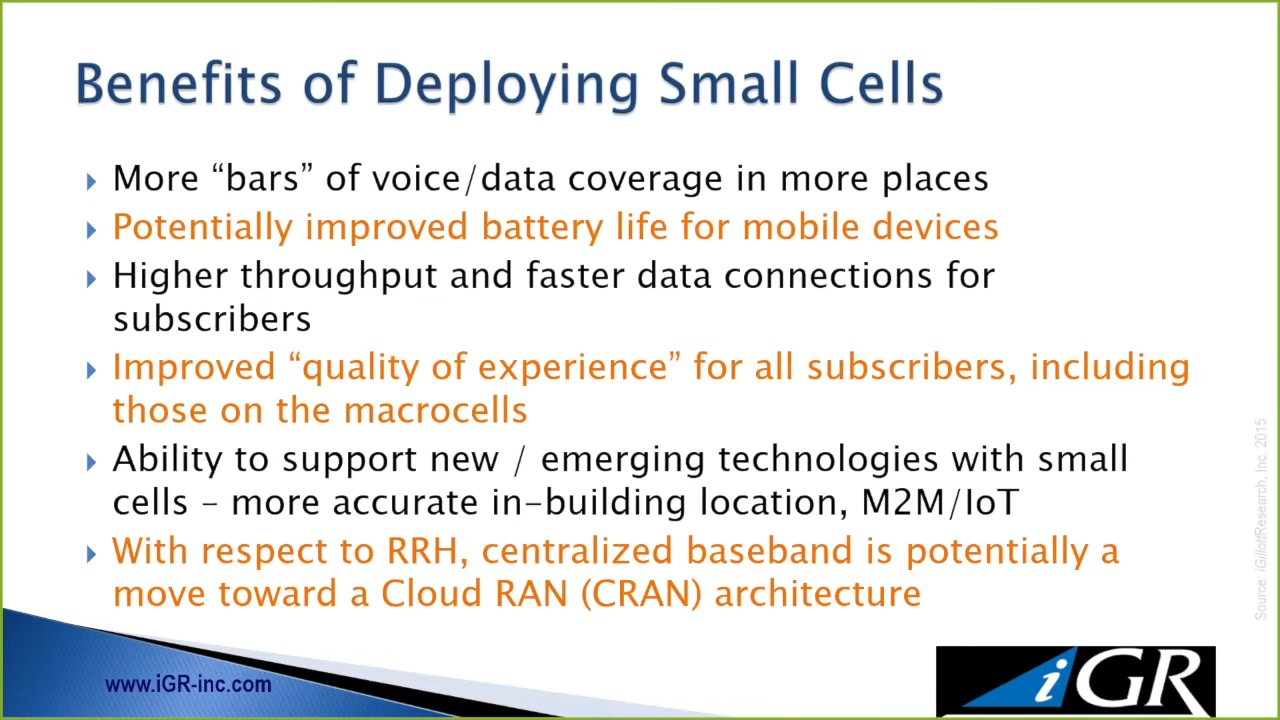 Benefits of Deploying Small Cells
More “bars” of voice/data coverage in more places
Potentially improved battery life for mobile devices
Higher throughput and faster data connections for
subscribers
Improved “quality of experience” for all subscribers, including
those on the macrocells
Ability to support new / emerging technologies with small
cells – more accurate in-building location, M2M/IoT
With respect to RRH, centralized baseband is potentially a
move toward a Cloud RAN (CRAN) architecture
Source: iGillottResearch, Inc, 2015
www.iGR-inc.com
iGR